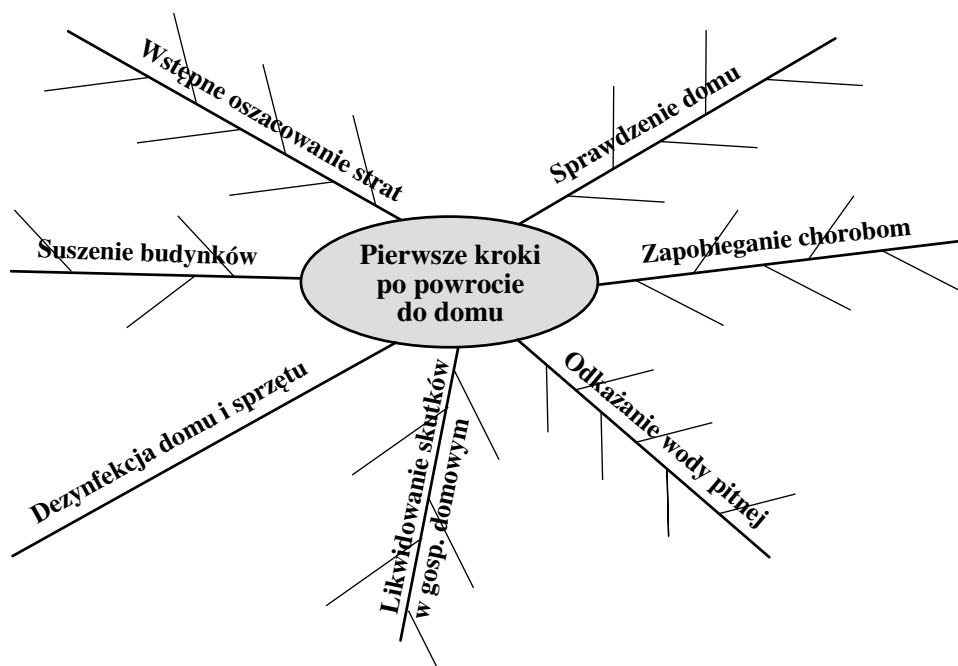 Wstępne oszacowanie strat
Sprawdzenie domu
Suszenie budynków
Pierwsze kroki
po powrocie
do domu
Zapobieganie chorobom
Dezynfekcja domu i sprzętu
Likwidowanie skutków
w gosp. domowym
Odkażanie wody pitnej